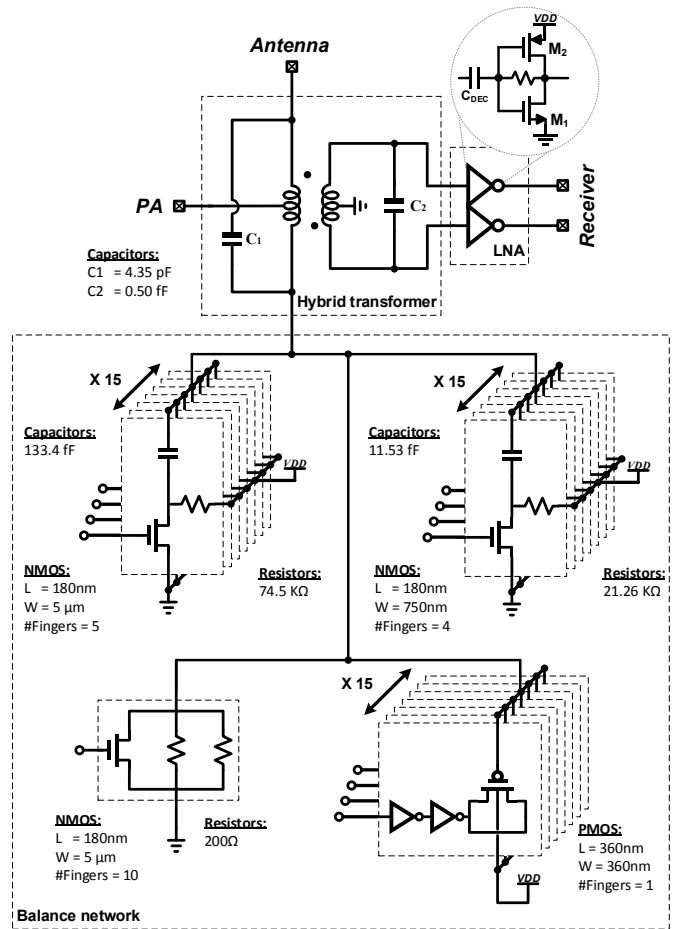 Antenna
VDD
M2
CDEC
M1
PA
C1
C2
Receiver
LNA
Capacitors:
C1 = 4.35 pF
C2 = 0.50 fF
Hybrid transformer
X 15
Capacitors:
133.4 fF
VDD
NMOS:
L = 180nm
W = 5 µm
#Fingers = 5
Resistors:
74.5 KΩ
X 15
Capacitors:
11.53 fF
VDD
NMOS:
L = 180nm
W = 750nm
#Fingers = 4
Resistors:
21.26 KΩ
NMOS:
L = 180nm
W = 5 µm
#Fingers = 10
Resistors:
200Ω
X 15
PMOS:
L = 360nm
W = 360nm
#Fingers = 1
VDD
Balance network